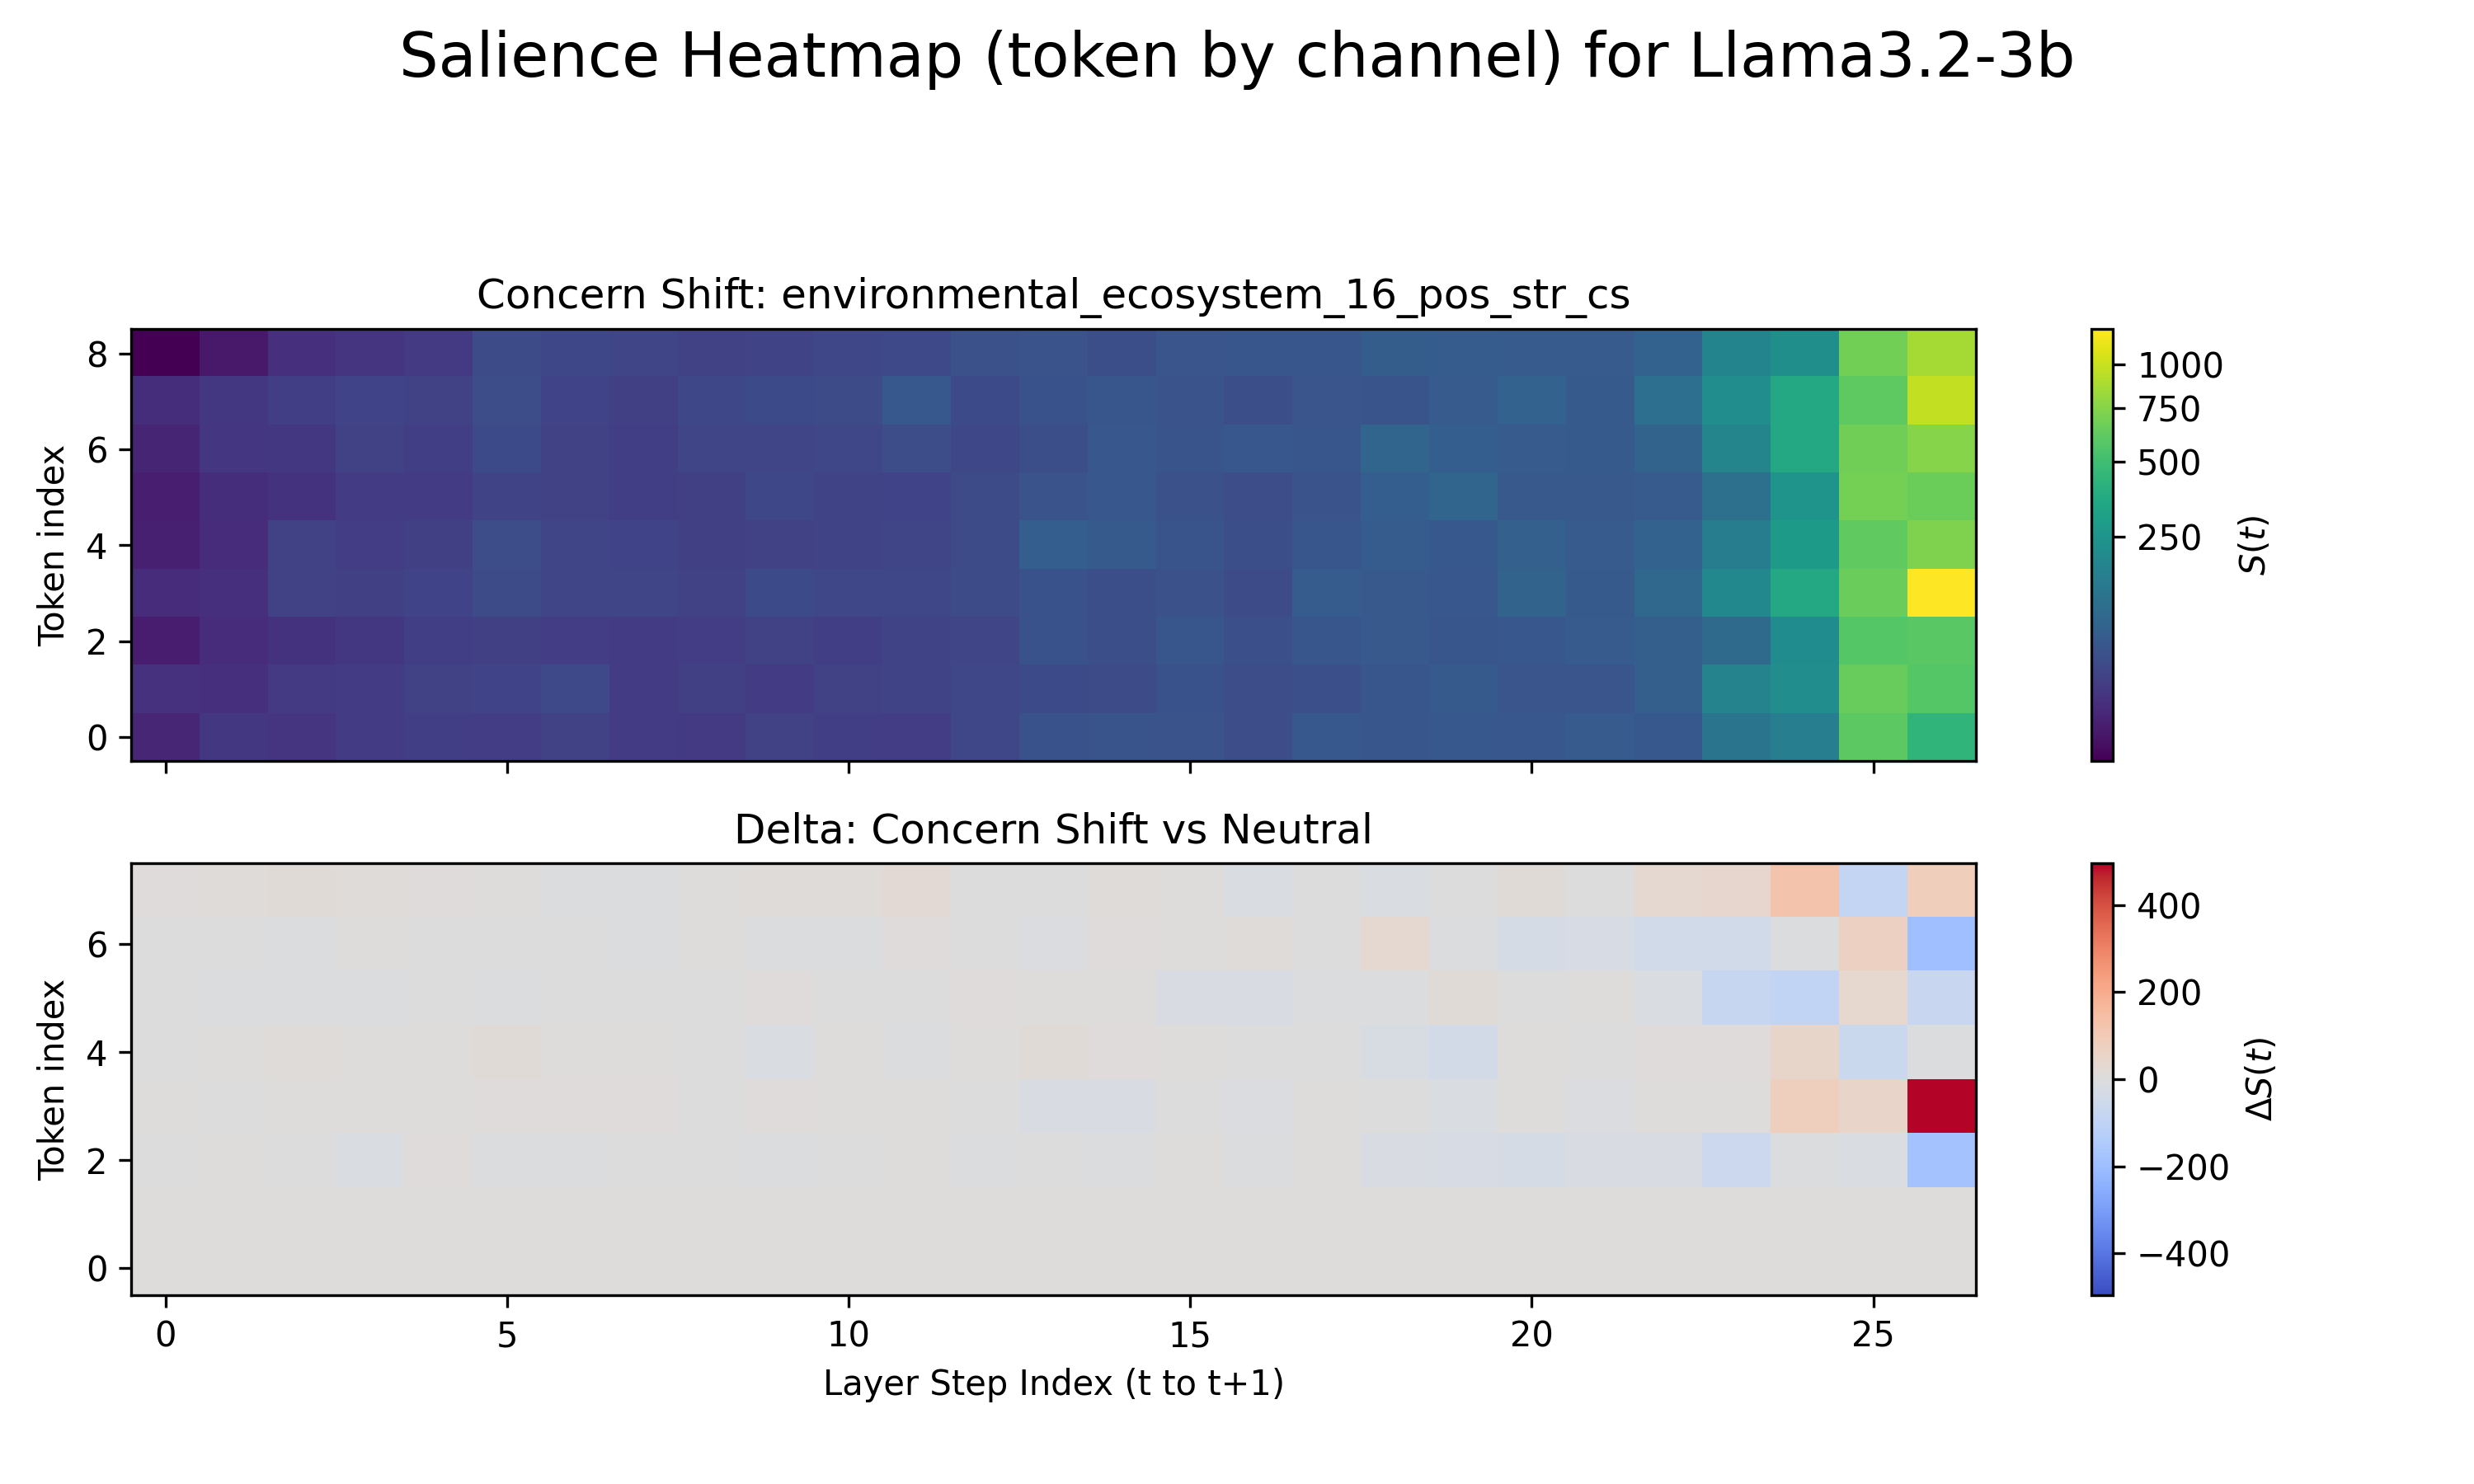 Salience Heatmap (token by channel) for Llama3.2-3b
Concern Shift: environmental_ecosystem_16_pos_str_cs
Token index
8
6
4
2
0
1000
750
500
250
S(t)
Delta: Concern Shift vs Neutral
Token index
6
4
2
0
0 5 10 15 20 25
Layer Step Index (t to t+1)
400
200
0
−200
−400
ΔS(t)